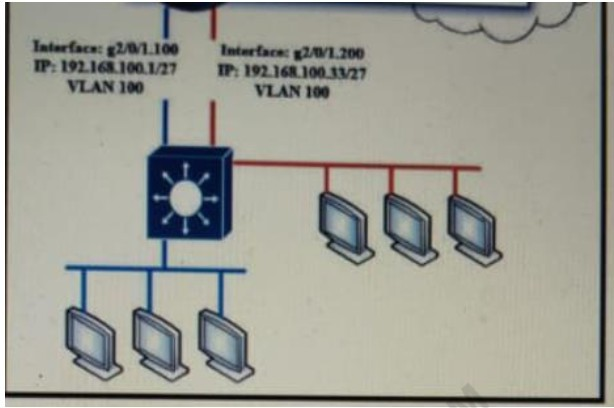 Interface: g2/0/1.100
IP: 192.168.100.1/27
VLAN 100
Interface: g2/0/1.200
IP: 192.168.100.33/27
VLAN 100